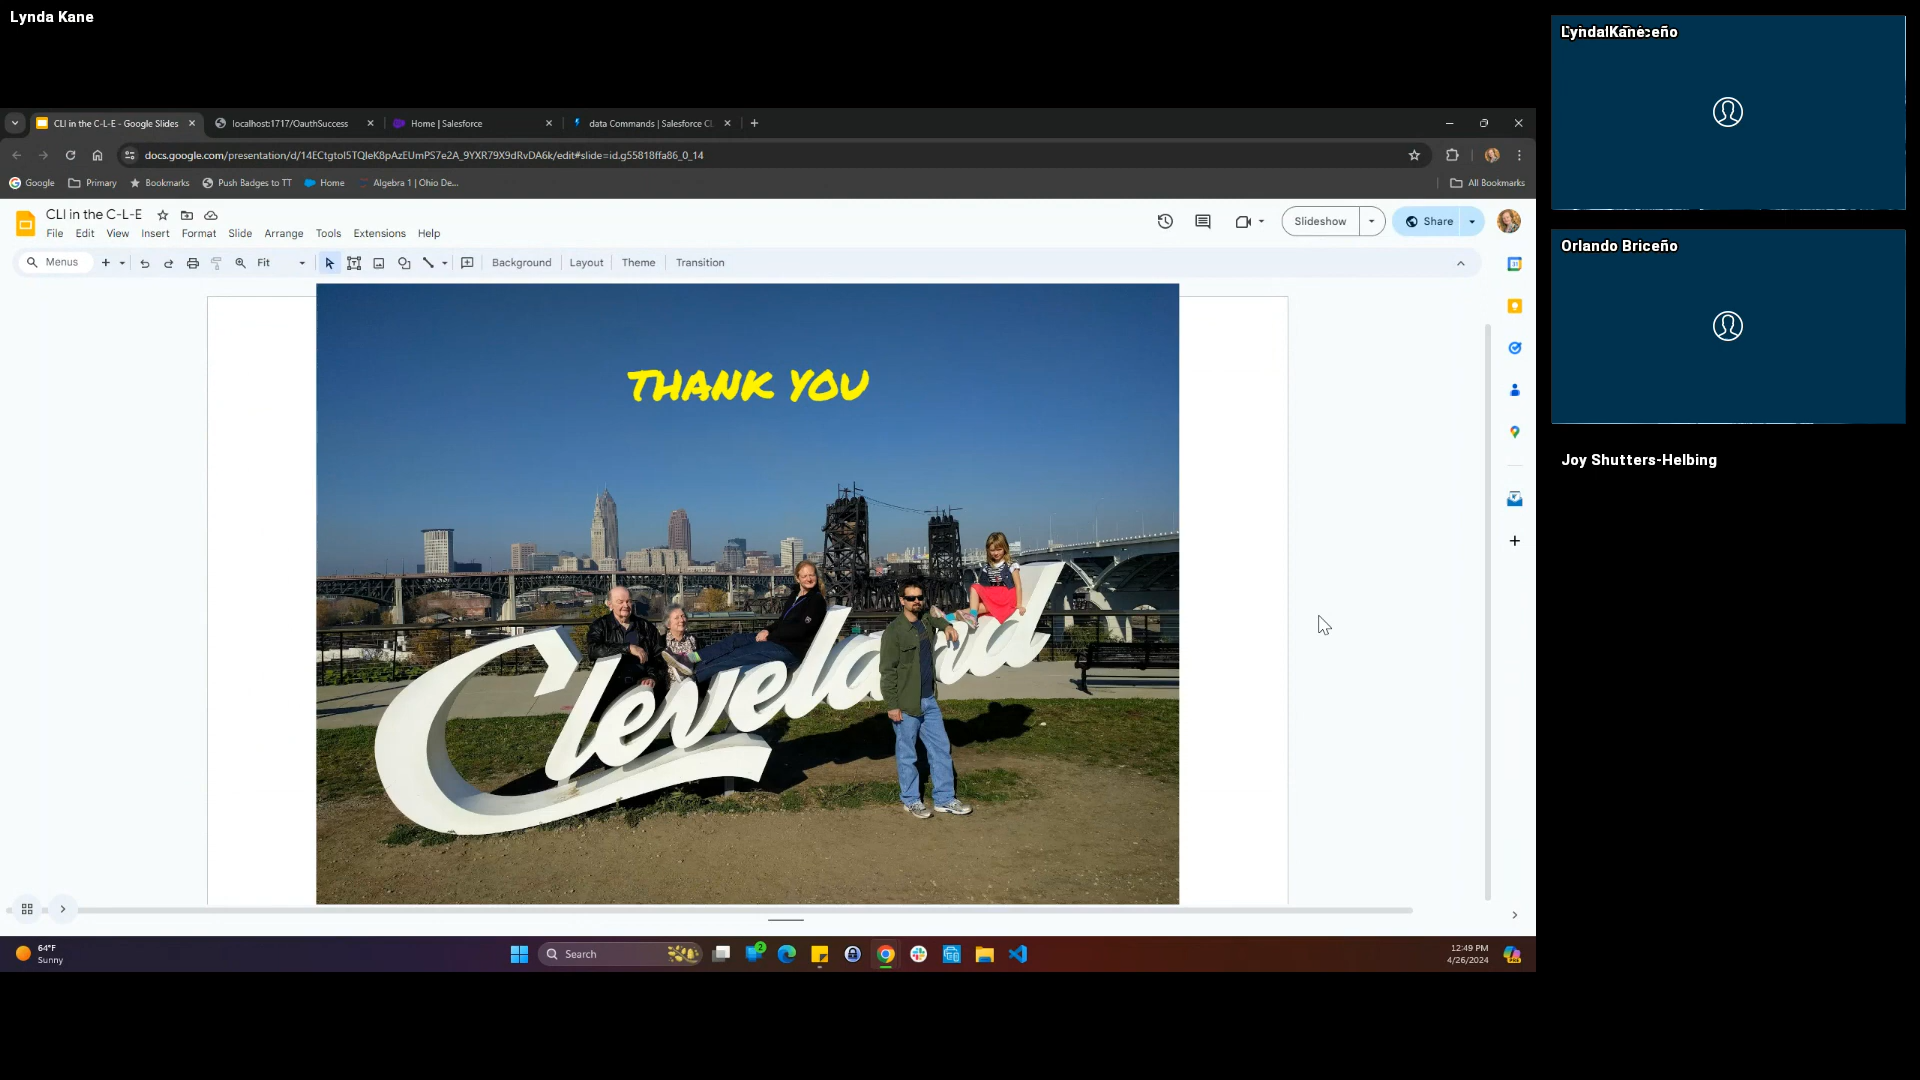 Lynda Kane
CLI in the C-L-E - Google Slides
localhost:1717/OauthSuccess
Home | Salesforce
data Commands | Salesforce CL
docs.google.com/presentation/d/14ECtgtoI5TQIeK8pAzEUmPS7e2A_9YXR79X9dRvDA6k/edit#slide=id.g55818ffa86_0_14
Google
Primary
Bookmarks
Push Badges to TT
Home
Algebra 1 | Ohio De...
All Bookmarks
CLI in the C-L-E
File Edit View Insert Format Slide Arrange Tools Extensions Help
Slideshow
Share
Menus
Fit
Background
Layout
Theme
Transition
THANK YOU
Cleveland
64°F
Sunny
Search
2
12:49 PM
4/26/2024
Orlando Briceño
Joy Shutters-Helbing